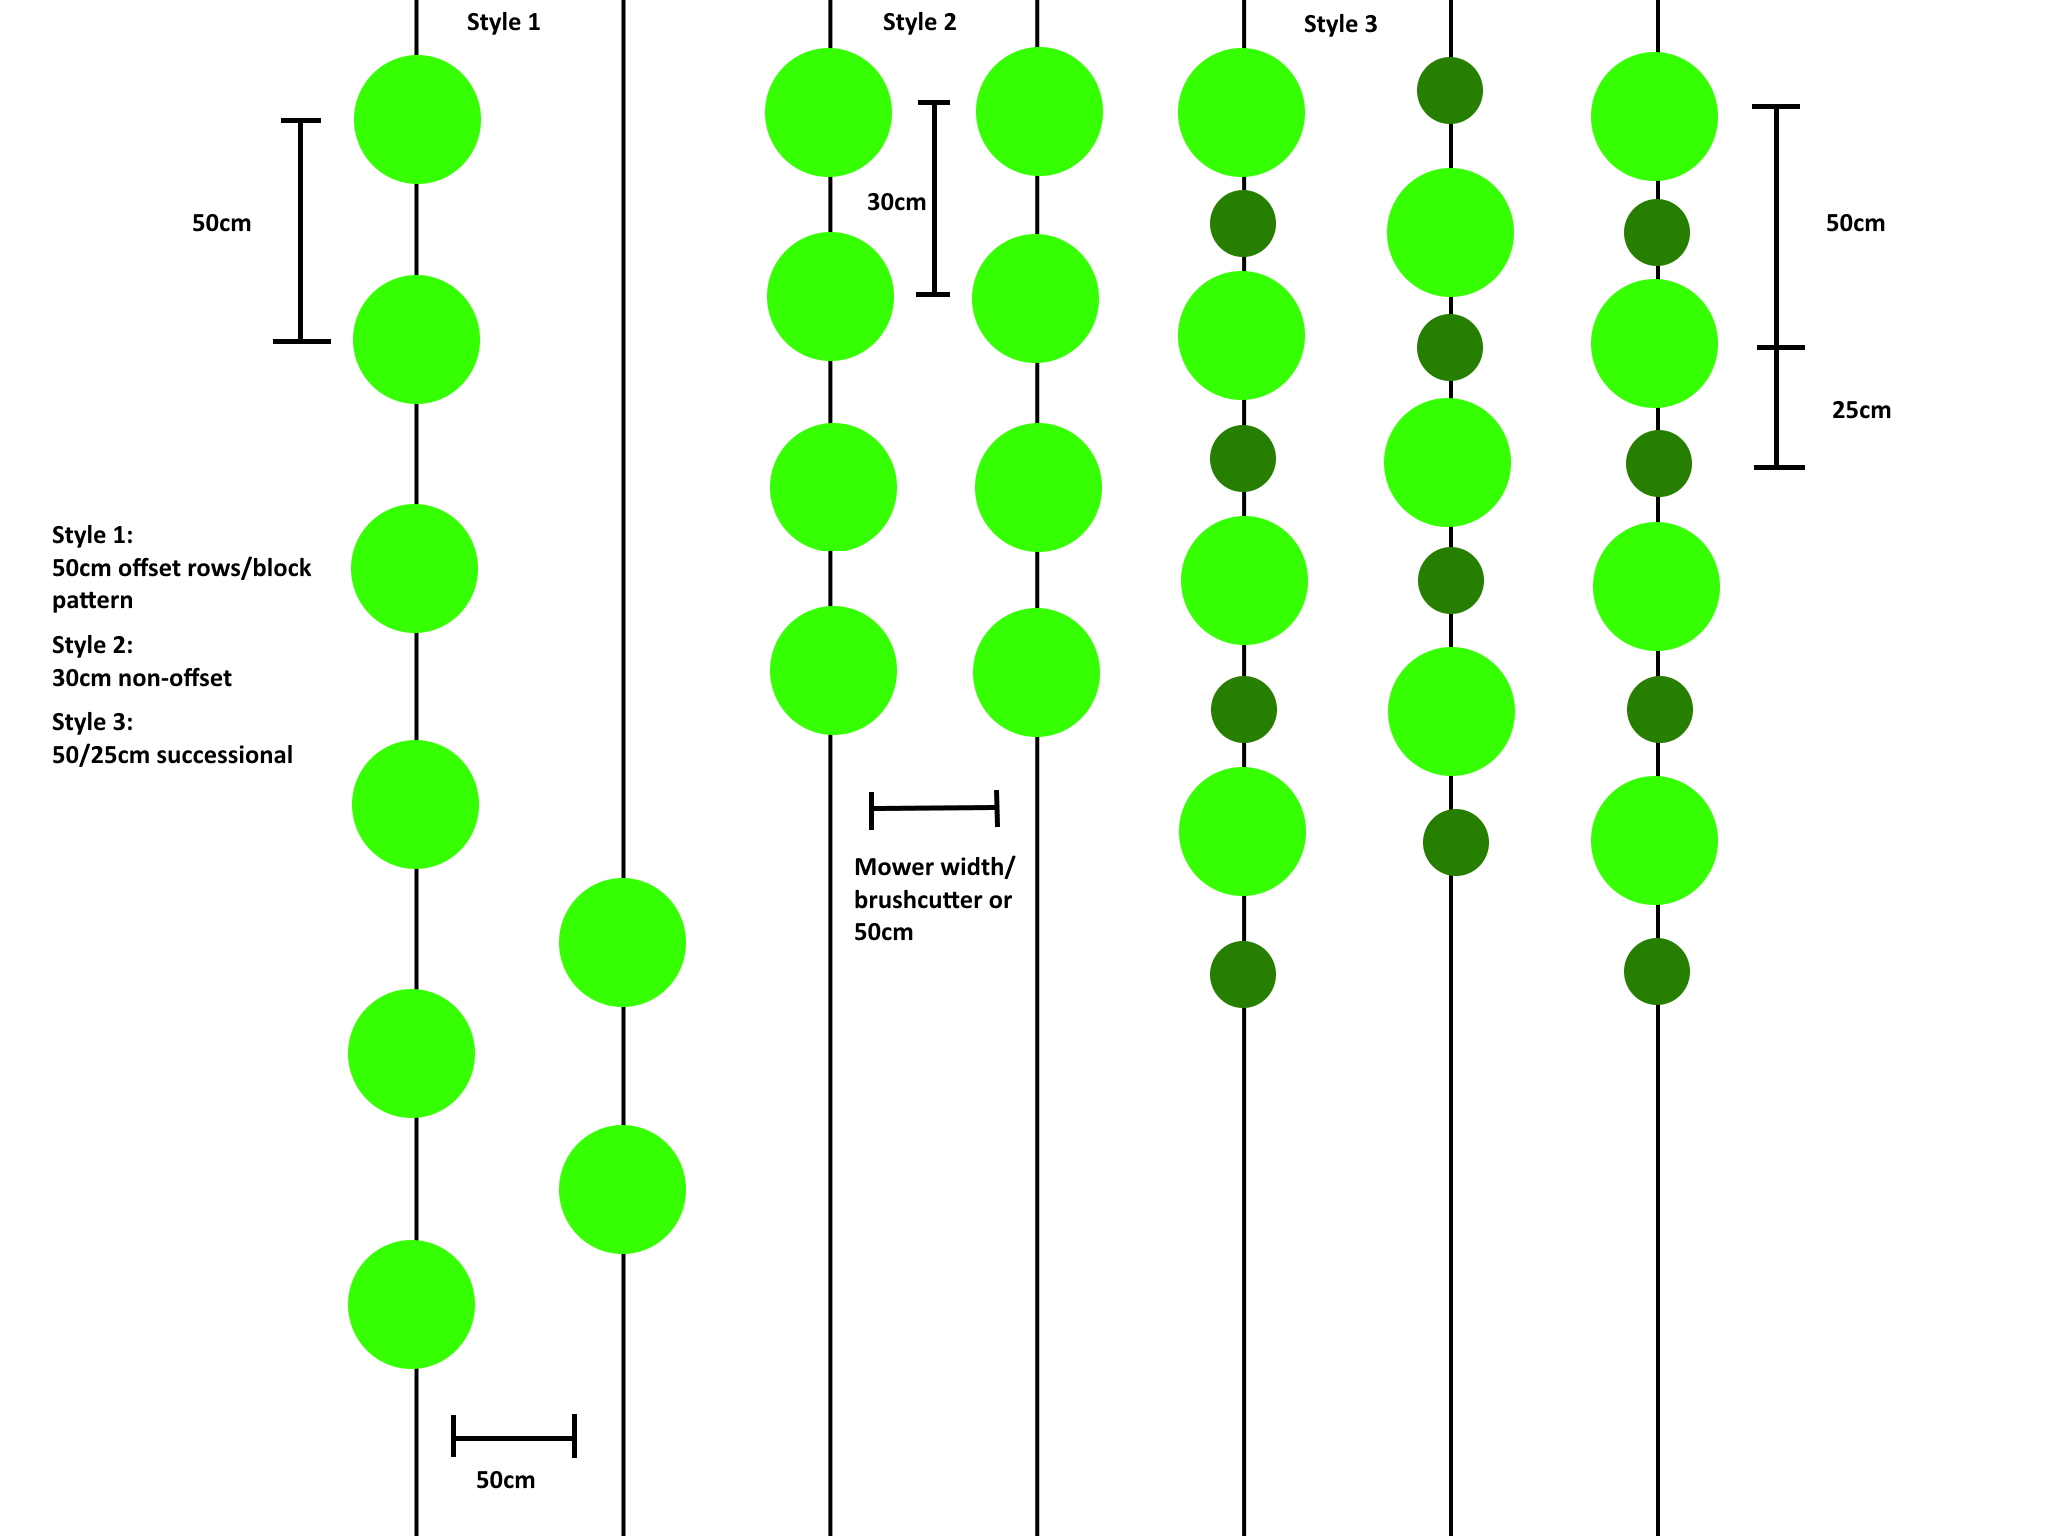 Style 1
Style 2
Style 3
50cm
30cm
50cm
25cm
Style 1:
50cm offset rows/block
pattern
Style 2:
30cm non-offset
Style 3:
50/25cm successional
Mower width/
brushcutter or
50cm
50cm